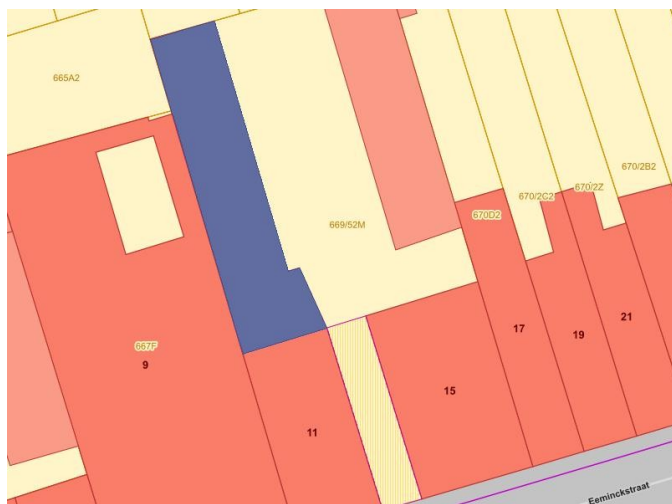 665A2
670/2B2
670/2Z
670/2C2
670D2
669/52M
667F
9
21
17
19
15
11
Eeminckstraat